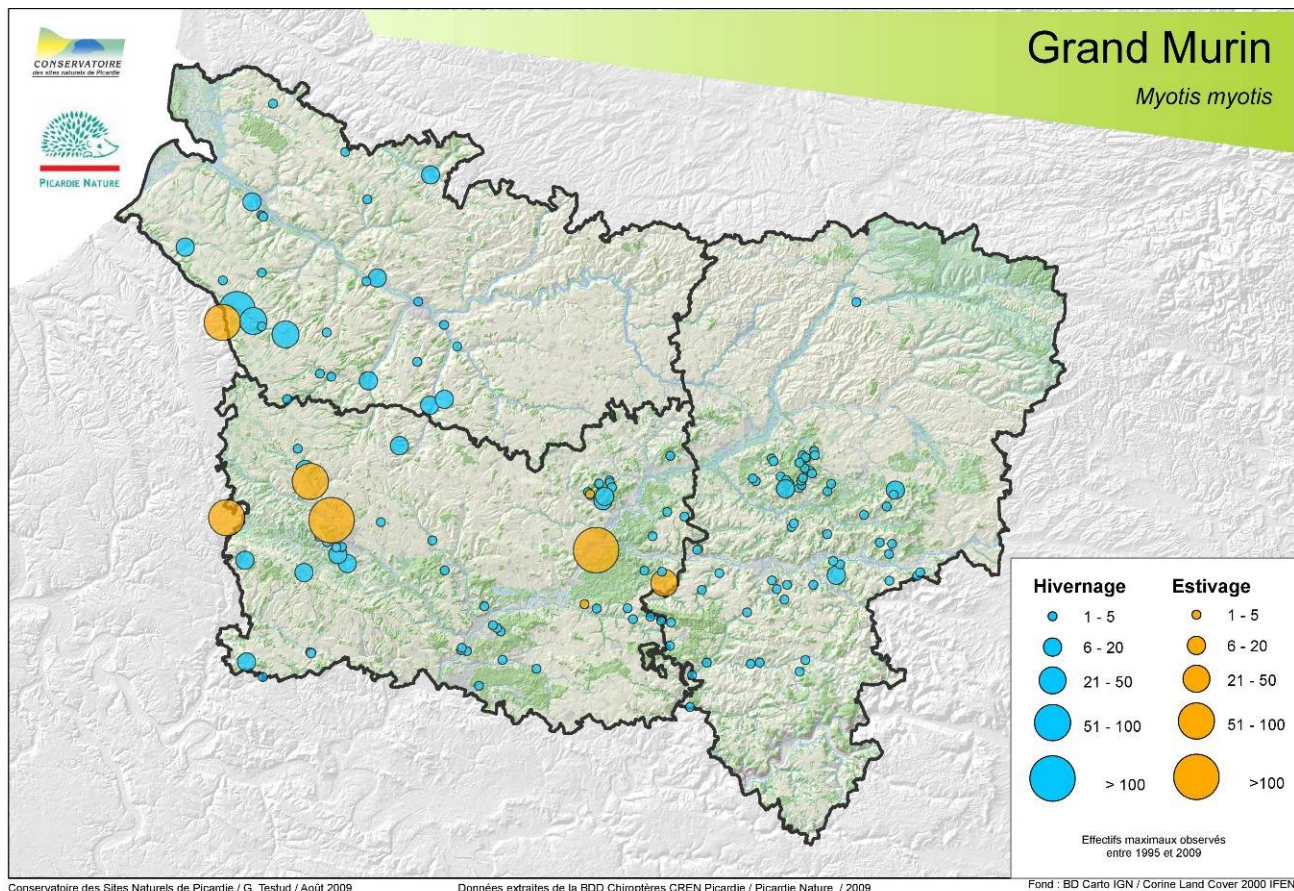 Grand Murin
Myotis myotis
CONSERVATOIRE
des sites naturels de Picardie
PICARDIE NATURE
Hivernage
1 - 5
6 - 20
21 - 50
51 - 100
> 100
Estivage
1 - 5
6 - 20
21 - 50
51 - 100
>100
Effectifs maximaux observés
entre 1995 et 2009
Conservatoire des Sites Naturels de Picardie / G. Testud / Août 2009
Données extraites de la BDD Chiroptères CREN Picardie / Picardie Nature / 2009
Fond : BD Carto IGN / Corine Land Cover 2000 IFEN